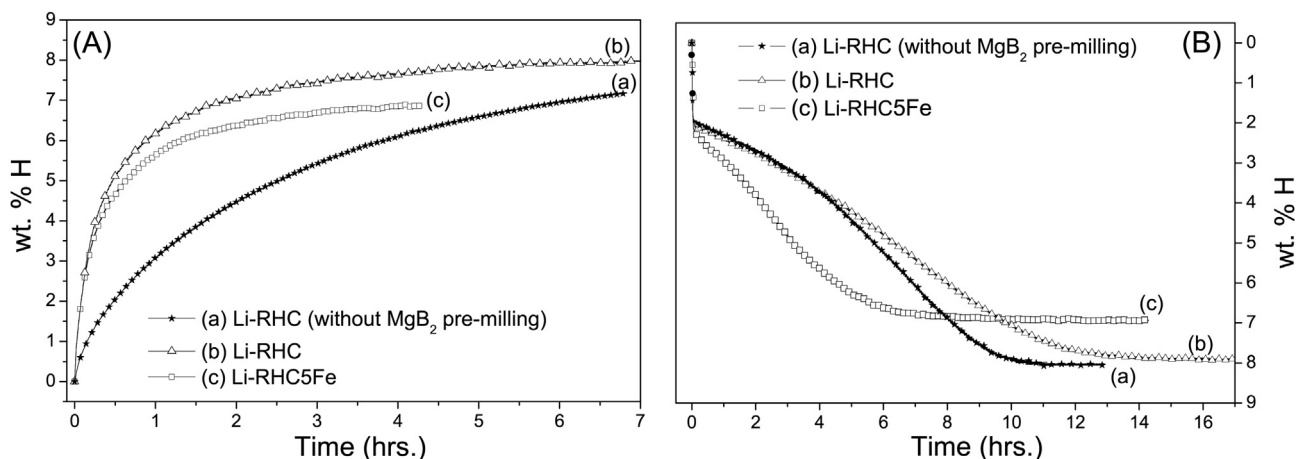 (A)
9
8
7
6
5
4
3
2
1
0
wt. % H
(b)
(a)
(c)
(a) Li-RHC (without MgB₂ pre-milling)
(b) Li-RHC
(c) Li-RHC5Fe
0 1 2 3 4 5 6 7
Time (hrs.)
(B)
(a) Li-RHC (without MgB₂ pre-milling)
(b) Li-RHC
(c) Li-RHC5Fe
0
1
2
3
4
5
6
7
8
9
wt. % H
(c)
(b)
(a)
0 2 4 6 8 10 12 14 16
Time (hrs.)